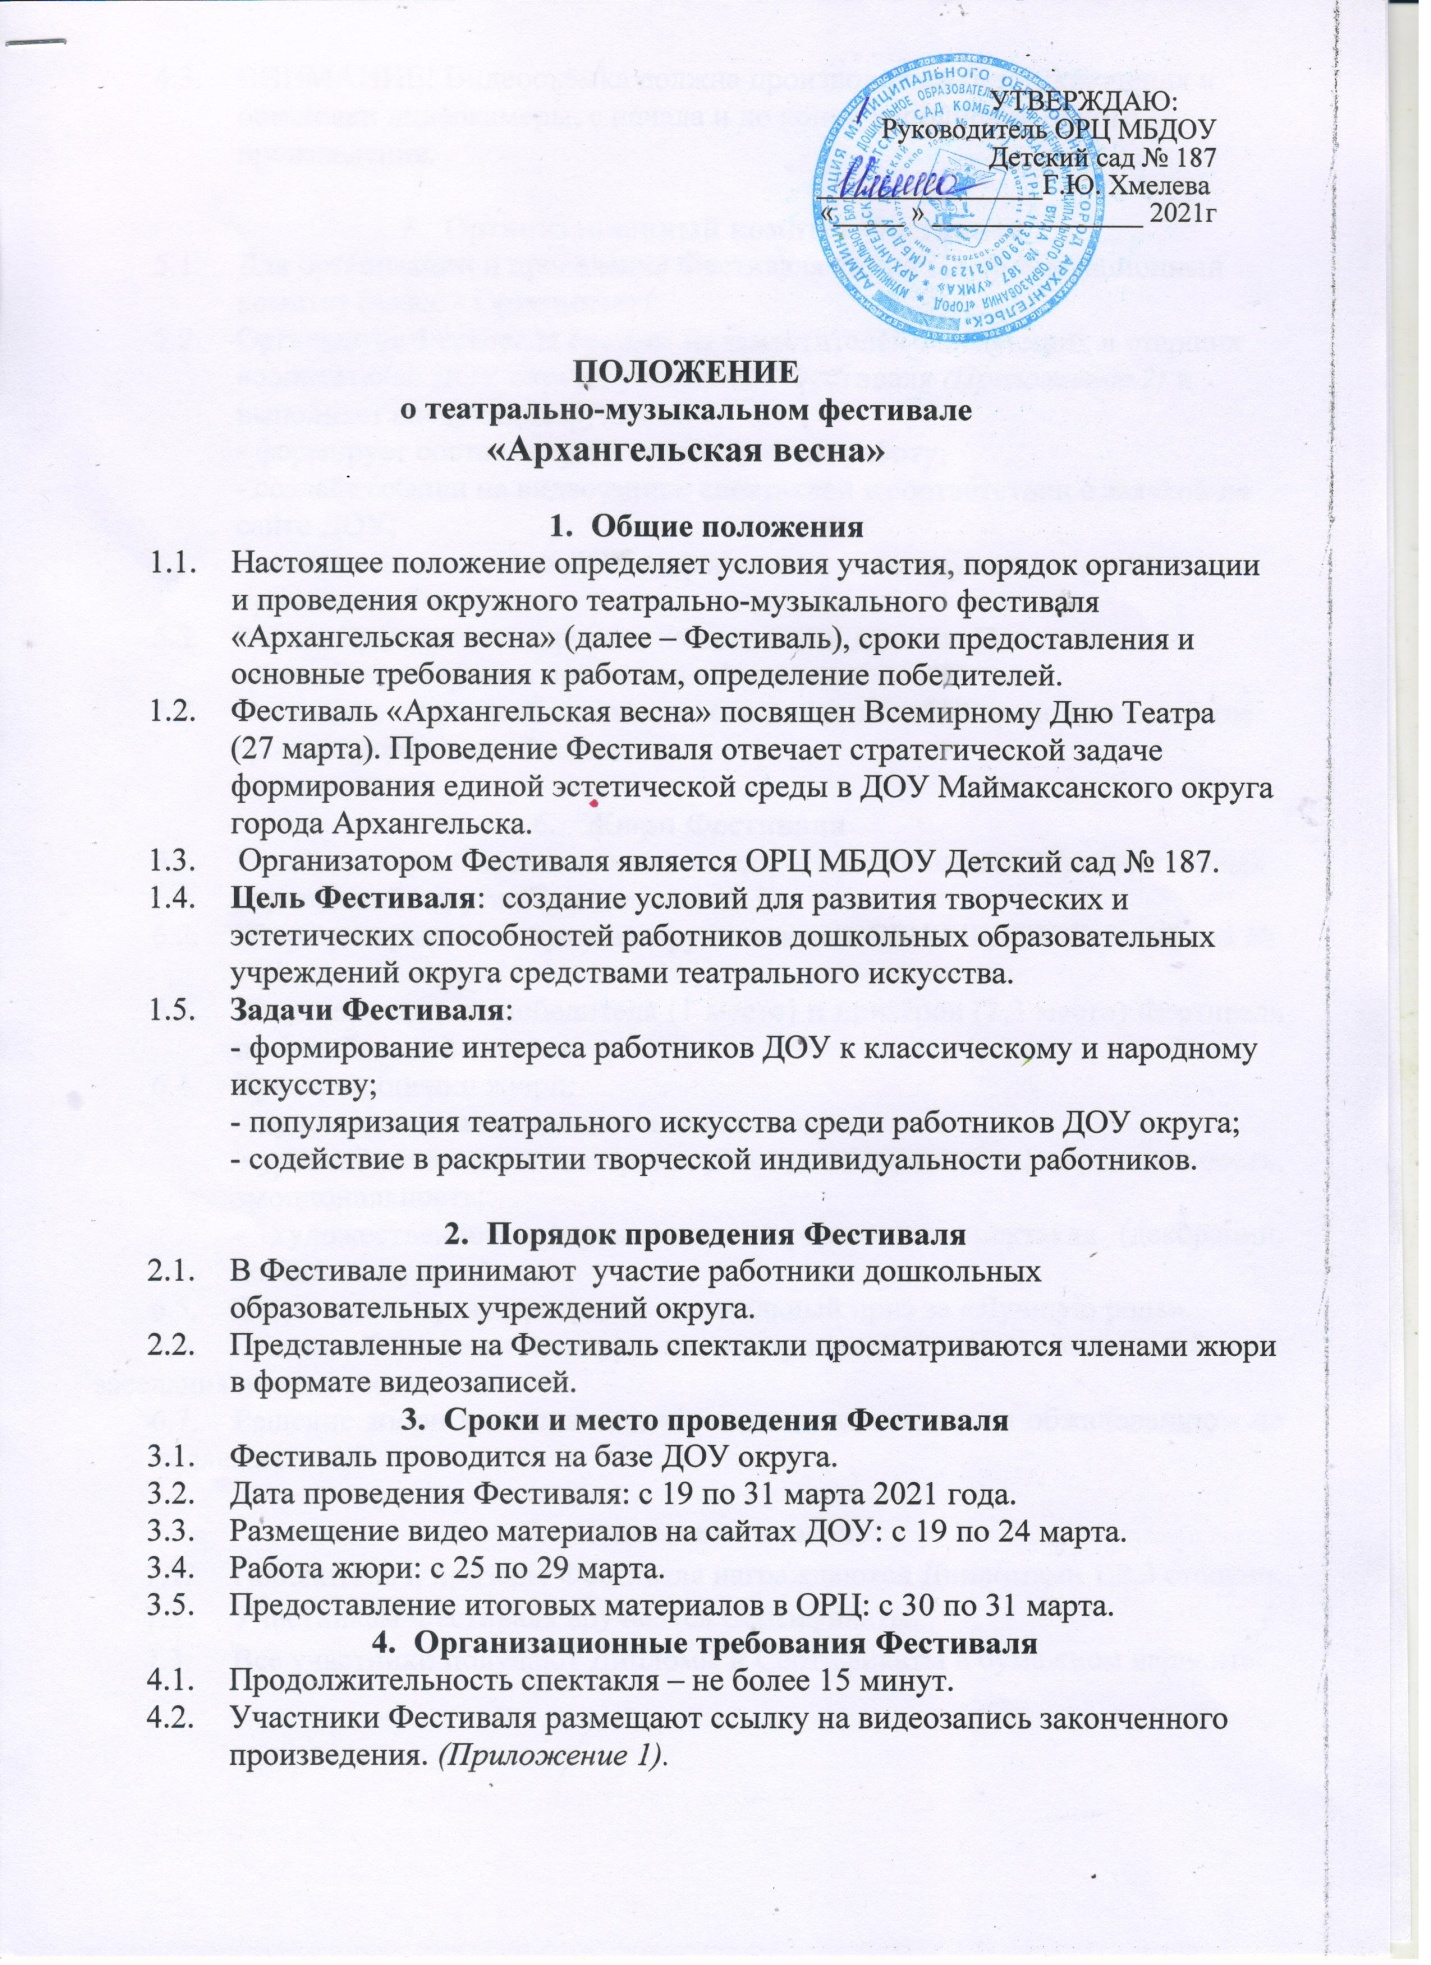 УТВЕРЖДАЮ:
Руководитель ОРЦ МБДОУ
Детский сад № 187
Г.Ю. Хмелева
« » 2021г
ПОЛОЖЕНИЕ
о театрально-музыкальном фестивале
«Архангельская весна»
1. Общие положения
1.1. Настоящее положение определяет условия участия, порядок организации
и проведения окружного театрально-музыкального фестиваля
«Архангельская весна» (далее – Фестиваль), сроки предоставления и
основные требования к работам, определение победителей.
1.2. Фестиваль «Архангельская весна» посвящен Всемирному Дню Театра
(27 марта). Проведение Фестиваля отвечает стратегической задаче
формирования единой эстетической среды в ДОУ Маймаксанского округа
города Архангельска.
1.3. Организатором Фестиваля является ОРЦ МБДОУ Детский сад № 187.
1.4. Цель Фестиваля: создание условий для развития творческих и
эстетических способностей работников дошкольных образовательных
учреждений округа средствами театрального искусства.
1.5. Задачи Фестиваля:
- формирование интереса работников ДОУ к классическому и народному
искусству;
- популяризация театрального искусства среди работников ДОУ округа;
- содействие в раскрытии творческой индивидуальности работников.
2. Порядок проведения Фестиваля
2.1. В Фестивале принимают участие работники дошкольных
образовательных учреждений округа.
2.2. Представленные на Фестиваль спектакли просматриваются членами жюри
в формате видеозаписей.
3. Сроки и место проведения Фестиваля
3.1. Фестиваль проводится на базе ДОУ округа.
3.2. Дата проведения Фестиваля: с 19 по 31 марта 2021 года.
3.3. Размещение видео материалов на сайтах ДОУ: с 19 по 24 марта.
3.4. Работа жюри: с 25 по 29 марта.
3.5. Предоставление итоговых материалов в ОРЦ: с 30 по 31 марта.
4. Организационные требования Фестиваля
4.1. Продолжительность спектакля – не более 15 минут.
4.2. Участники Фестиваля размещают ссылку на видеозапись законченного
произведения. (Приложение 1).